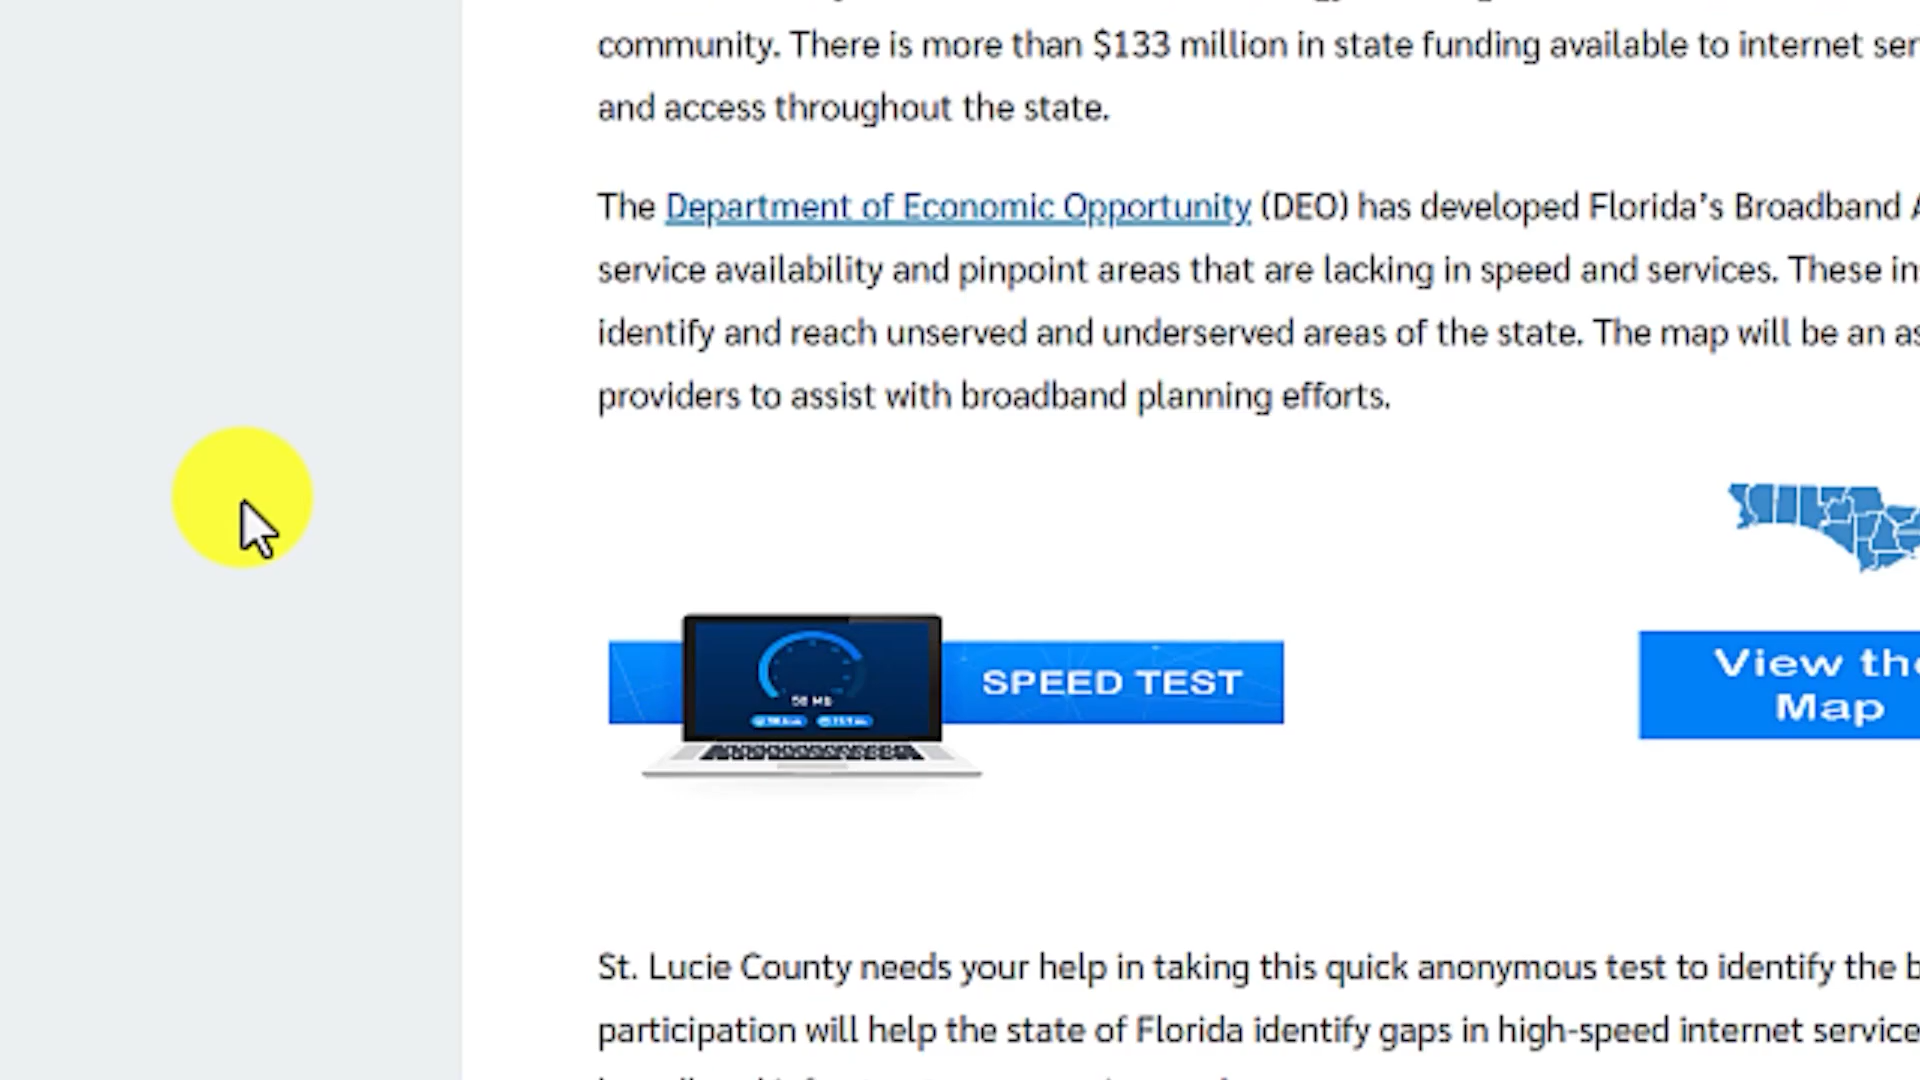 community. There is more than $133 million in state funding available to internet
and access throughout the state.
The Department of Economic Opportunity (DEO) has developed Florida's Broadband
service availability and pinpoint areas that are lacking in speed and services. These
identify and reach unserved and underserved areas of the state. The map will be an
providers to assist with broadband planning efforts.
SPEED TEST
View the
Map
St. Lucie County needs your help in taking this quick anonymous test to identify the
participation will help the state of Florida identify gaps in high-speed internet service